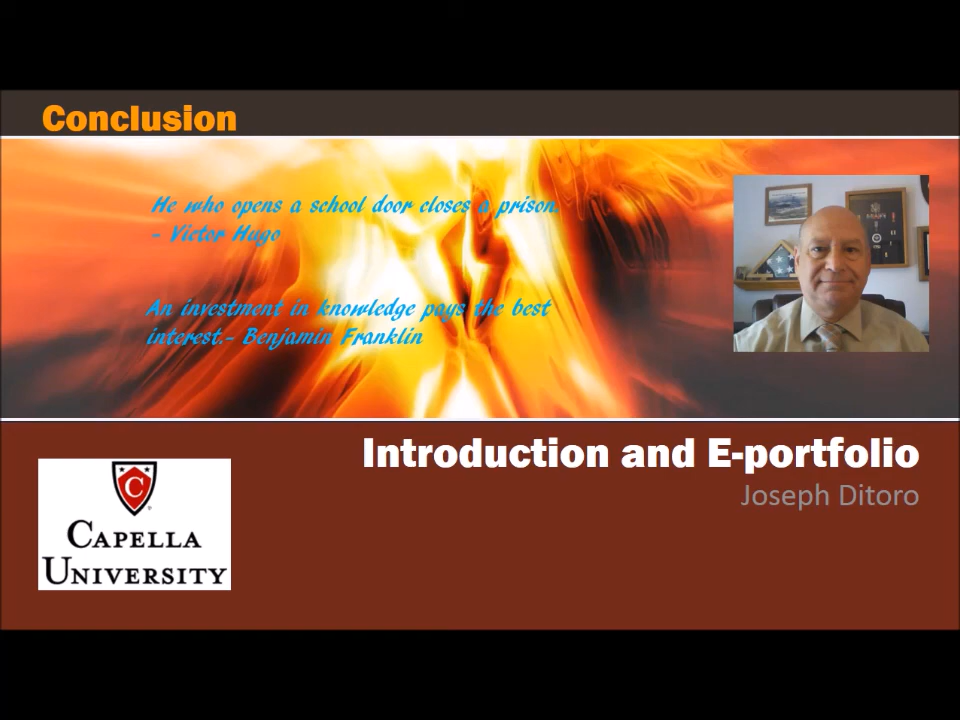 Conclusion
He who opens a school door closes a prison.
- Victor Hugo
An investment in knowledge pays the best
interest.- Benjamin Franklin
Introduction and E-portfolio
Joseph Ditoro
C
CAPELLA
UNIVERSITY